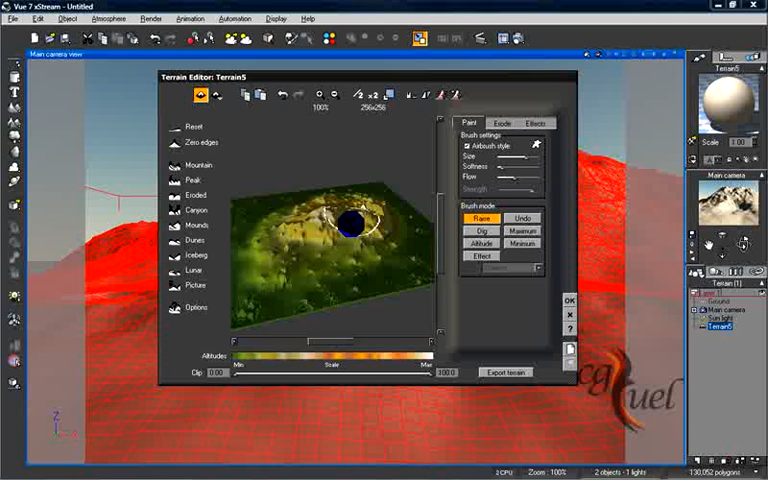 Vue 7 xStream - Untitled
File Edit Object Atmosphere Render Animation Automation Display Help
Main camera view
Terrain Editor: Terrain5
100% 256x256
Reset
Zero edges
Mountain
Peak
Eroded
Canyon
Mounds
Dunes
Iceberg
Lunar
Picture
Options
Paint Erode Effects
Brush settings
Airbrush style
Size
Softness
Flow
Strength
Brush mode
Raise Undo
Dig Maximum
Altitude Minimum
Effect
OK
?
Altitudes
Min Scale Max
Clip 0.00 100.0
Export terrain
Terrain5
Scale: 1.00
Main camera
Terrain (1)
Layer 1
Ground
Main camera
Sun light
Terrain5
cgfuel
Z
2 CPU Zoom : 100% 2 objects - 1 lights 130,052 polygons